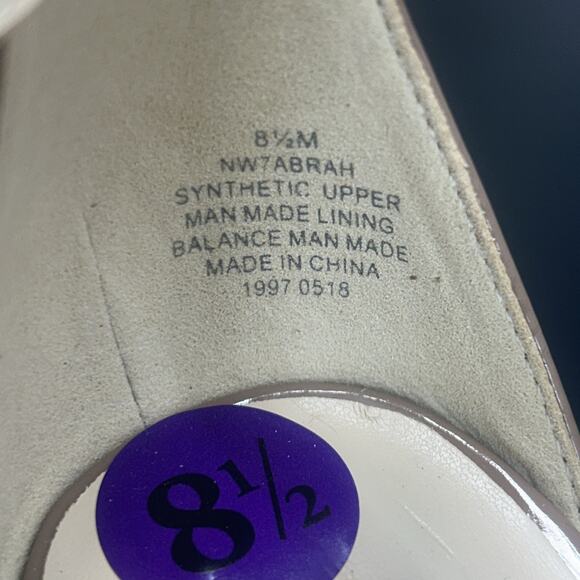 8½M
NW7ABRAH
SYNTHETIC UPPER
MAN MADE LINING
BALANCE MAN MADE
MADE IN CHINA
1997 0518
8½